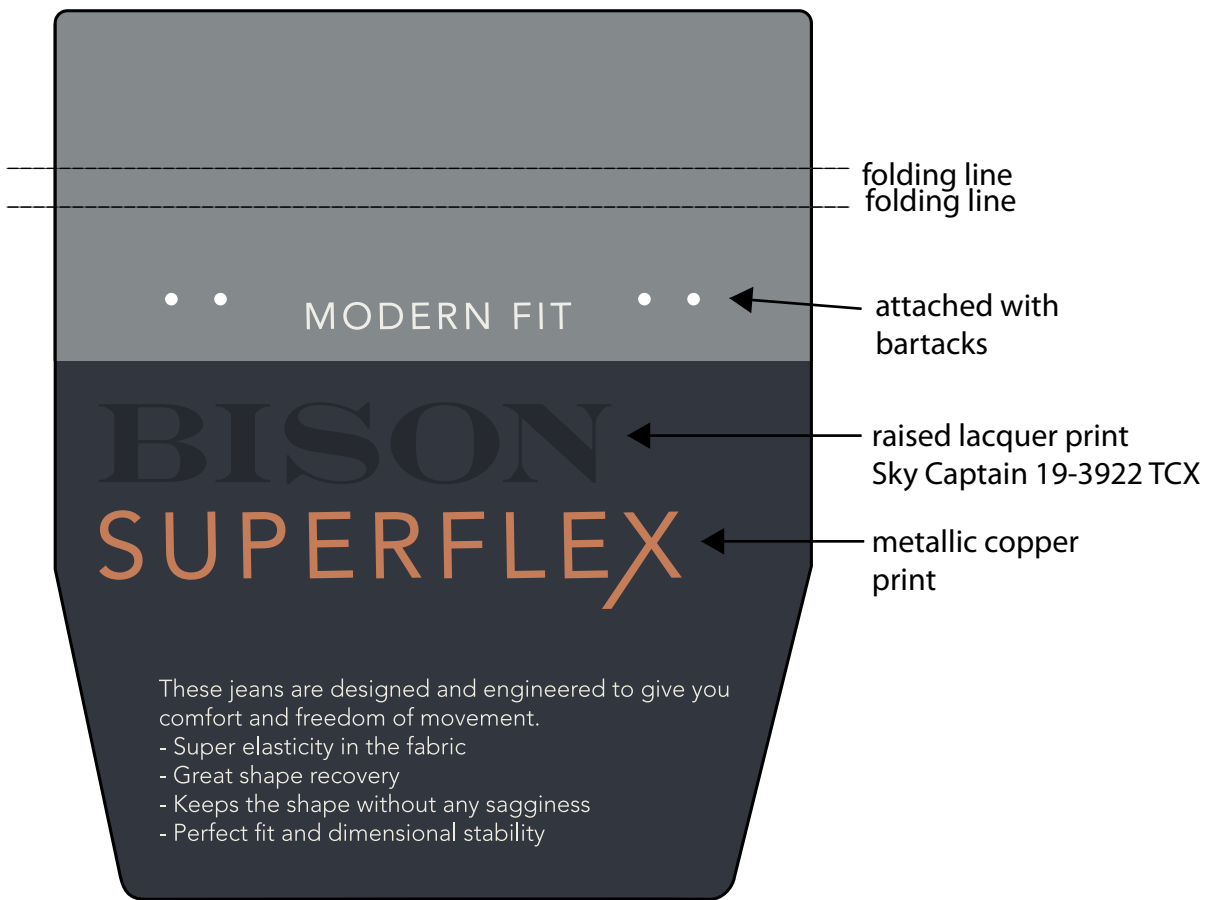 folding line
folding line
MODERN FIT
attached with
bartacks
BISON
raised lacquer print
Sky Captain 19-3922 TCX
SUPERFLEX
metallic copper
print
These jeans are designed and engineered to give you
comfort and freedom of movement.
- Super elasticity in the fabric
- Great shape recovery
- Keeps the shape without any sagginess
- Perfect fit and dimensional stability